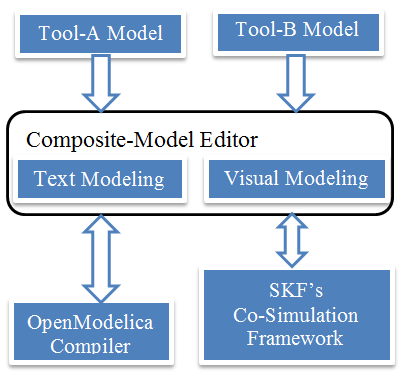 Tool-A Model
Tool-B Model
Composite-Model Editor
Text Modeling
Visual Modeling
OpenModelica
Compiler
SKF’s
Co-Simulation
Framework